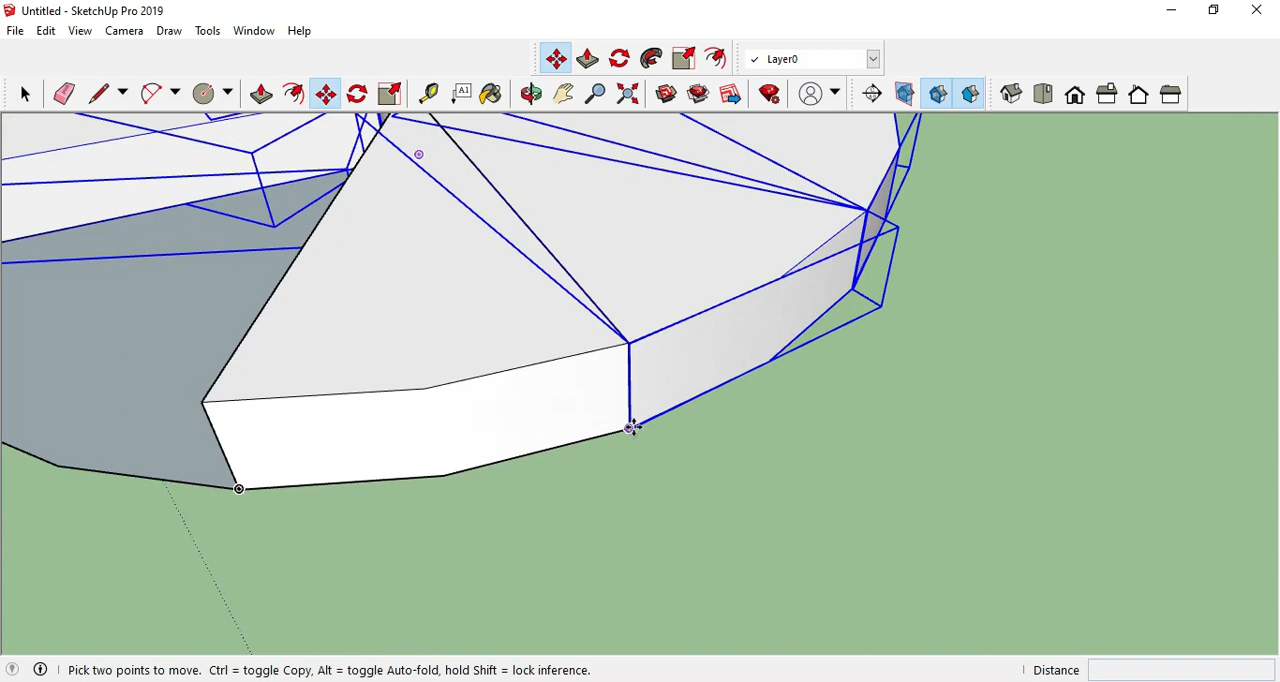 Untitled - SketchUp Pro 2019
File Edit View Camera Draw Tools Window Help
Layer0
A1
Pick two points to move. Ctrl = toggle Copy, Alt = toggle Auto-fold, hold Shift = lock inference. Distance